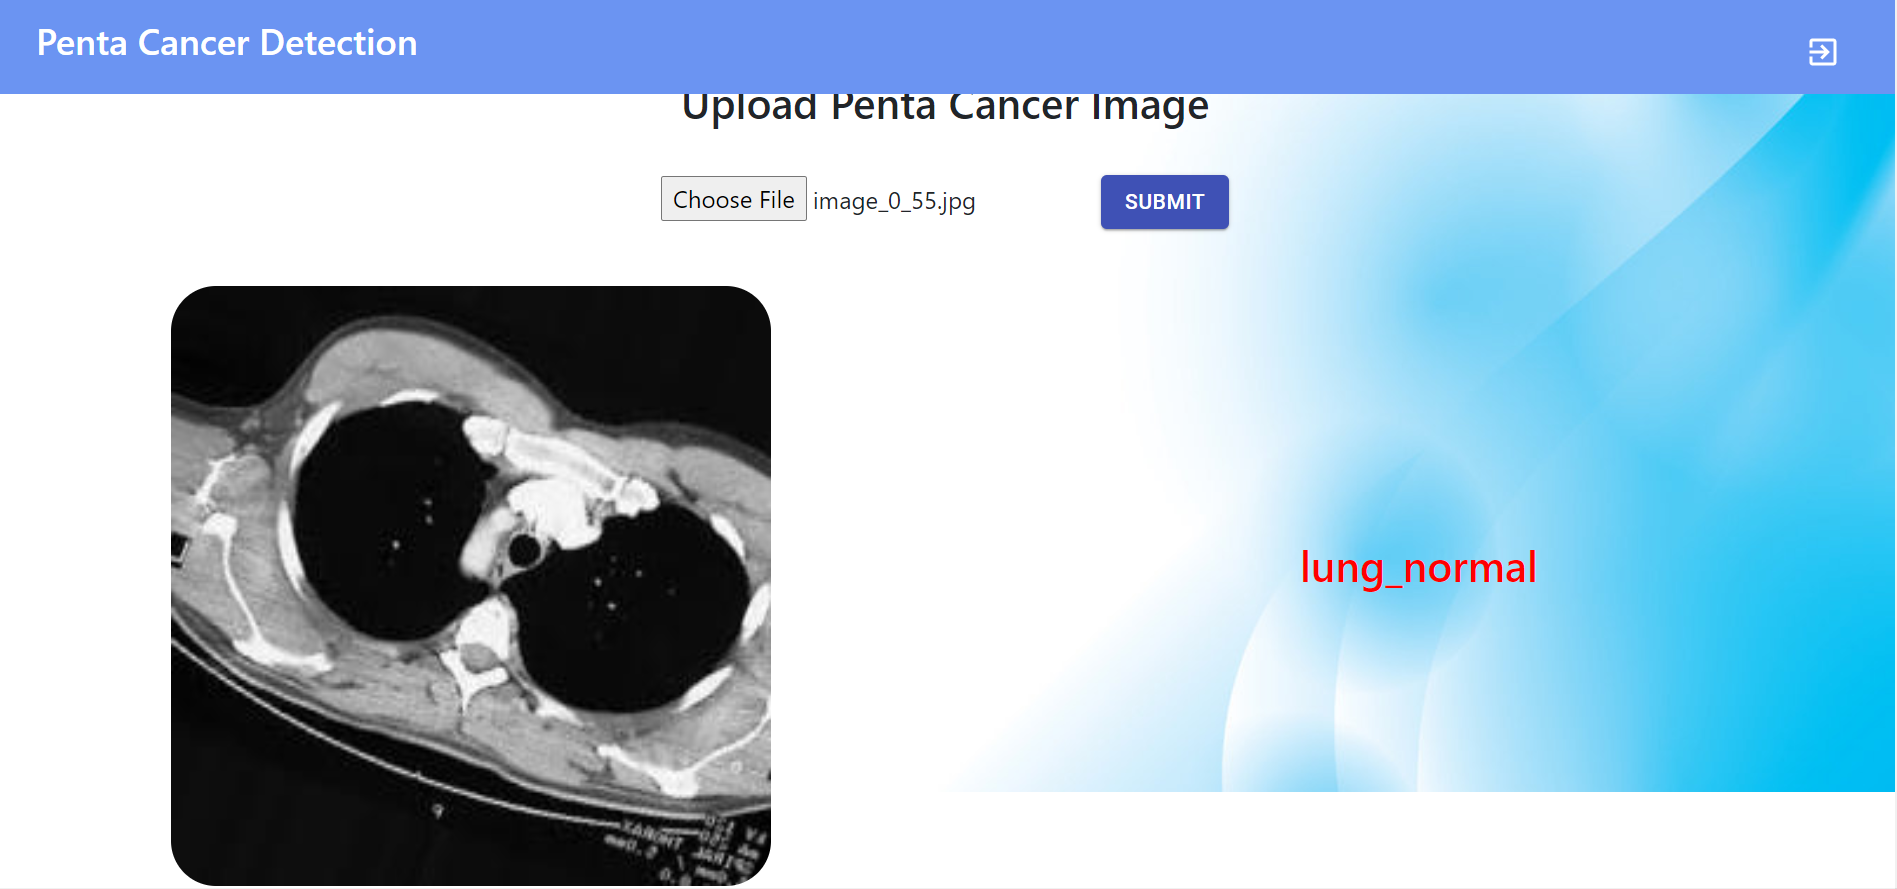 Penta Cancer Detection
Upload Penta Cancer Image
Choose File image_0_55.jpg
SUBMIT
lung_normal